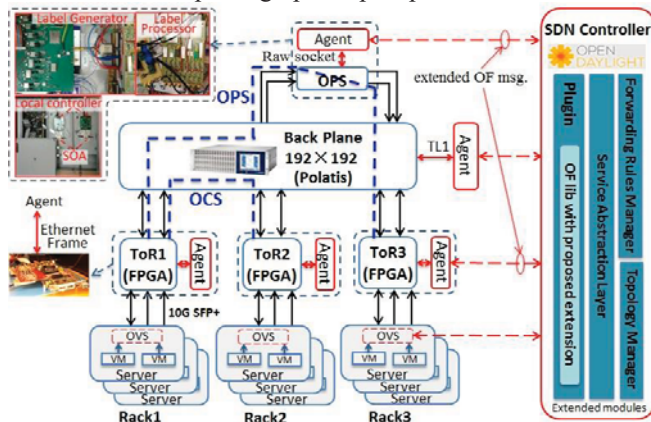 Label Generator
Label
Processor
Local controller
SOA
Agent
Raw socket
OPS
extended OF msg.
SDN Controller
OPEN
DAYLIGHT
OPS
Back Plane
192×192
(Polatis)
TL1
Agent
OCS
Agent
Ethernet
Frame
ToR1
(FPGA)
Agent
ToR2
(FPGA)
Agent
ToR3
(FPGA)
Agent
10G SFP+
OVS
VM
VM
Server
Server
Server
Rack1
OVS
VM
VM
Server
Server
Server
Rack2
OVS
VM
VM
Server
Server
Server
Rack3
Plugin
OF lib with proposed extension
Service Abstraction
Layer
Forwarding Rules Manager
Topology Manager
Extended modules